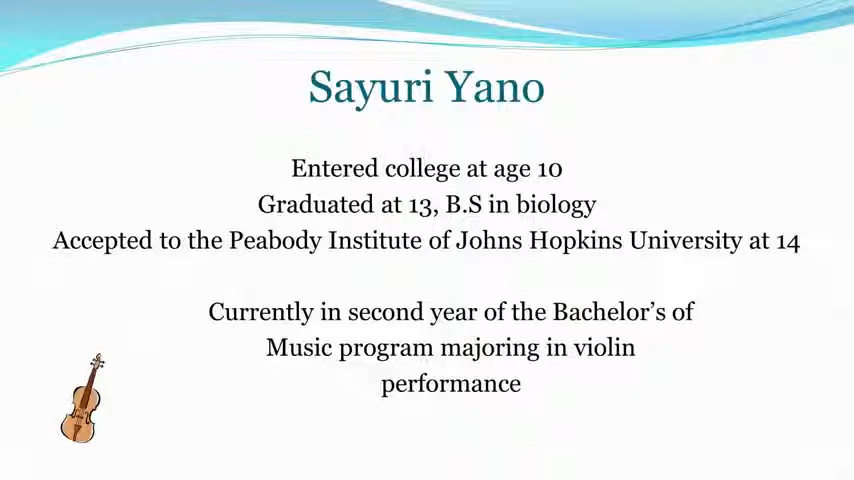 Sayuri Yano
Entered college at age 10
Graduated at 13, B.S in biology
Accepted to the Peabody Institute of Johns Hopkins University at 14
Currently in second year of the Bachelor’s of
Music program majoring in violin
performance